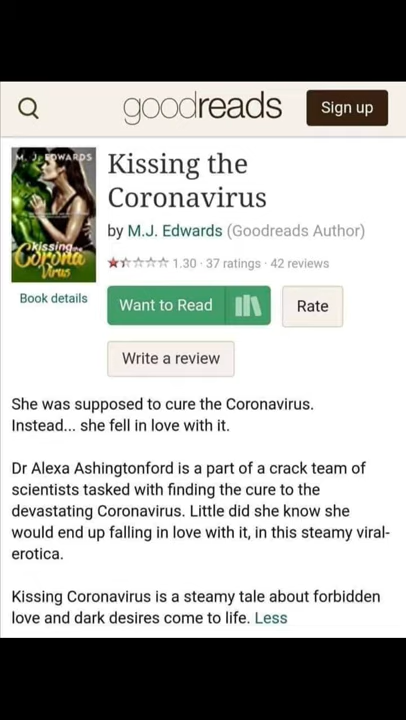 goodreads
Sign up
M. J. EDWARDS
kissing the
Corona
Virus
Kissing the
Coronavirus
by M.J. Edwards (Goodreads Author)
1.30 · 37 ratings · 42 reviews
Book details
Want to Read
Rate
Write a review
She was supposed to cure the Coronavirus.
Instead... she fell in love with it.
Dr Alexa Ashingtonford is a part of a crack team of
scientists tasked with finding the cure to the
devastating Coronavirus. Little did she know she
would end up falling in love with it, in this steamy viral-
erotica.
Kissing Coronavirus is a steamy tale about forbidden
love and dark desires come to life. Less